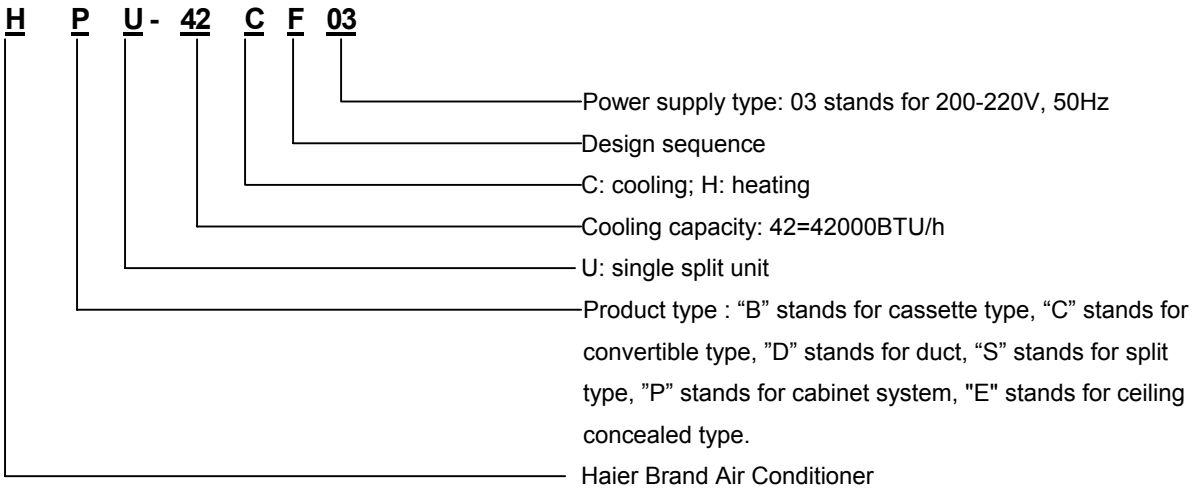 H P U - 42 C F 03
Power supply type: 03 stands for 200-220V, 50Hz
Design sequence
C: cooling; H: heating
Cooling capacity: 42=42000BTU/h
U: single split unit
Product type : “B” stands for cassette type, “C” stands for
convertible type, ”D” stands for duct, “S” stands for split
type, ”P” stands for cabinet system, "E" stands for ceiling
concealed type.
Haier Brand Air Conditioner